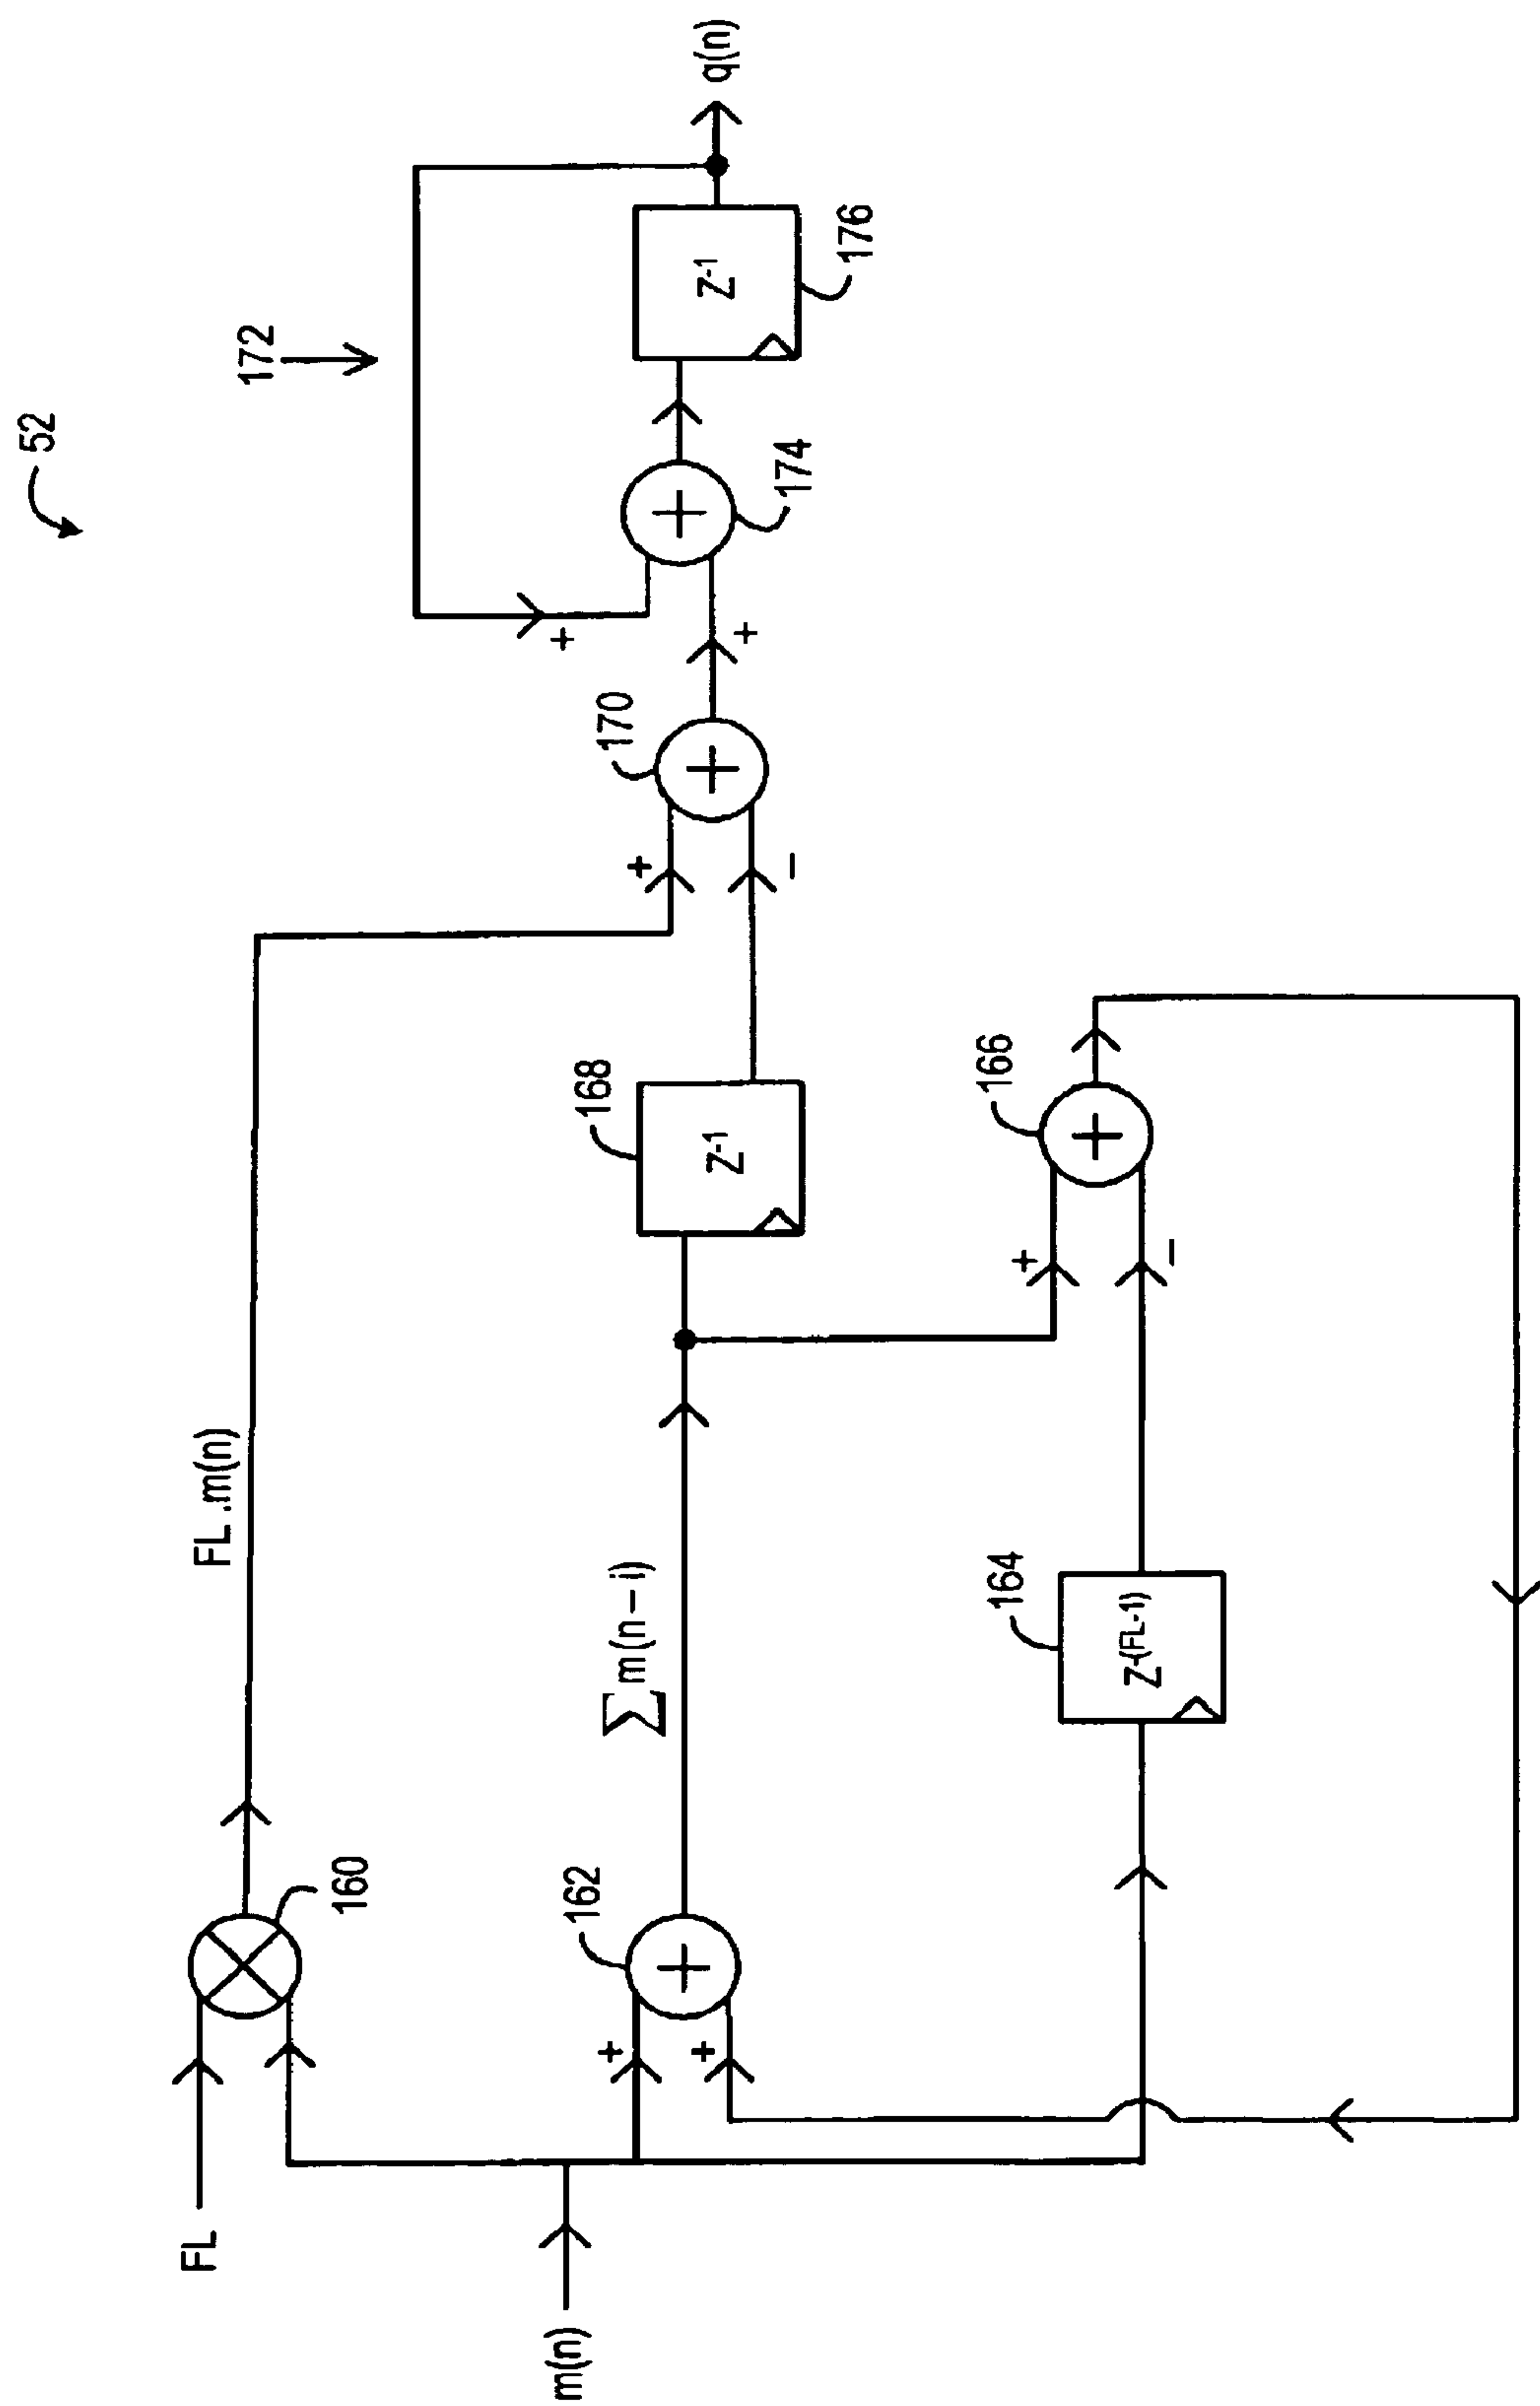 52
172
q(n)
Z-1
176
174
+
+
170
+
−
FL.m(n)
168
Z-1
166
+
−
∑ m(n−i)
164
Z-(FL-1)
160
162
+
+
FL
m(n)